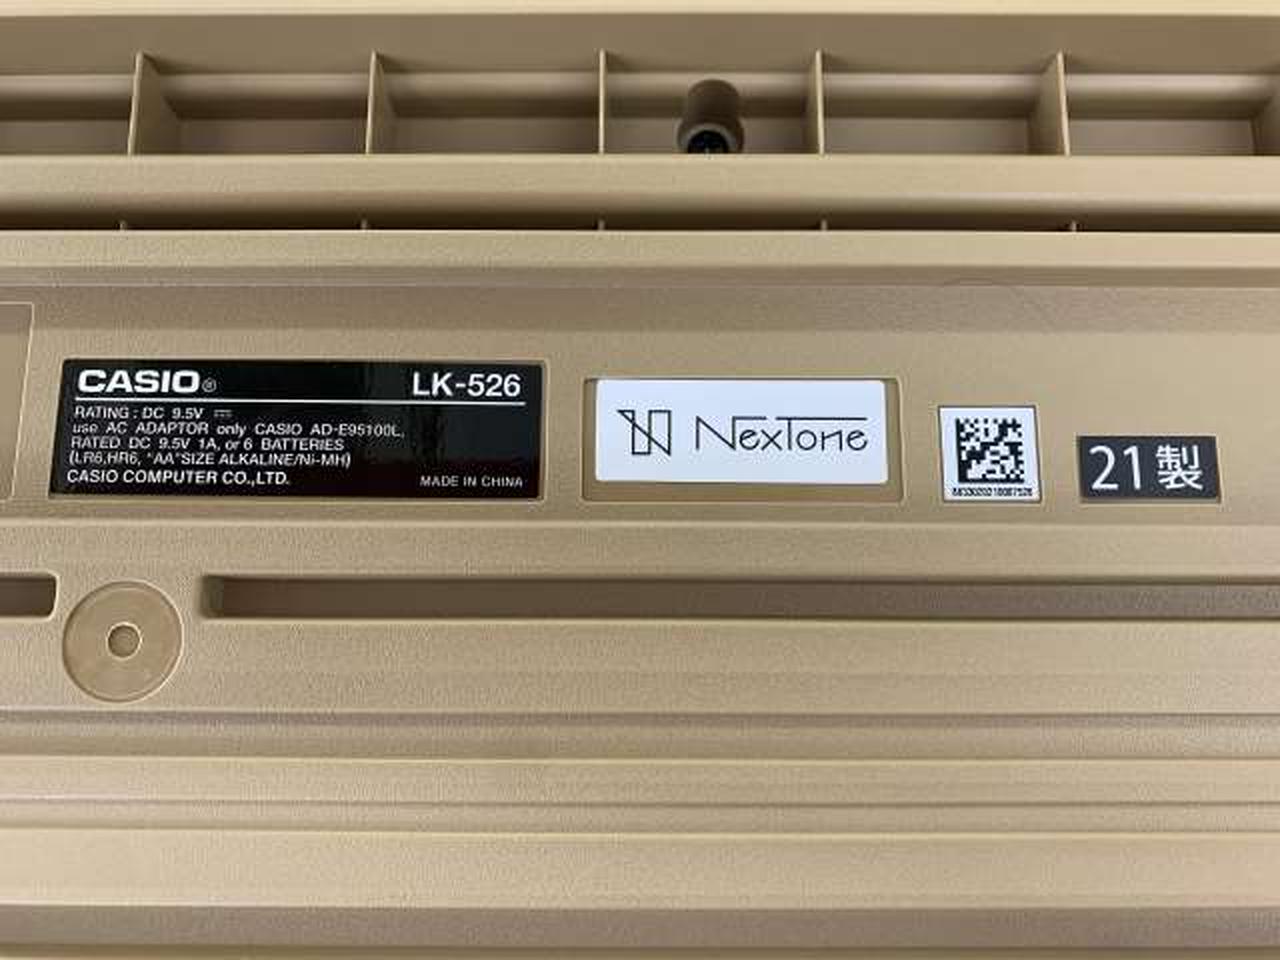 CASIO® LK-526
RATING : DC 9.5V ⎓
use AC ADAPTOR only CASIO AD-E95100L,
RATED DC 9.5V 1A, or 6 BATTERIES
(LR6,HR6, "AA"SIZE ALKALINE/Ni-MH)
CASIO COMPUTER CO.,LTD. MADE IN CHINA
NexTone
21製